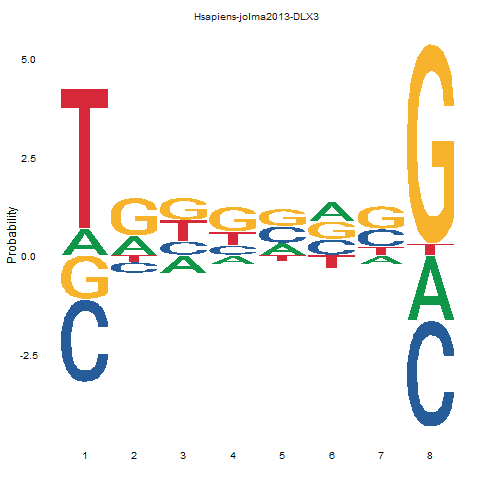 Hsapiens-jolma2013-DLX3
5.0
2.5
0.0
-2.5
Probability
T A G C
G A T C
G T C A
G T C A
G C A T
A G C T
G C T A
G T A C
1 2 3 4 5 6 7 8